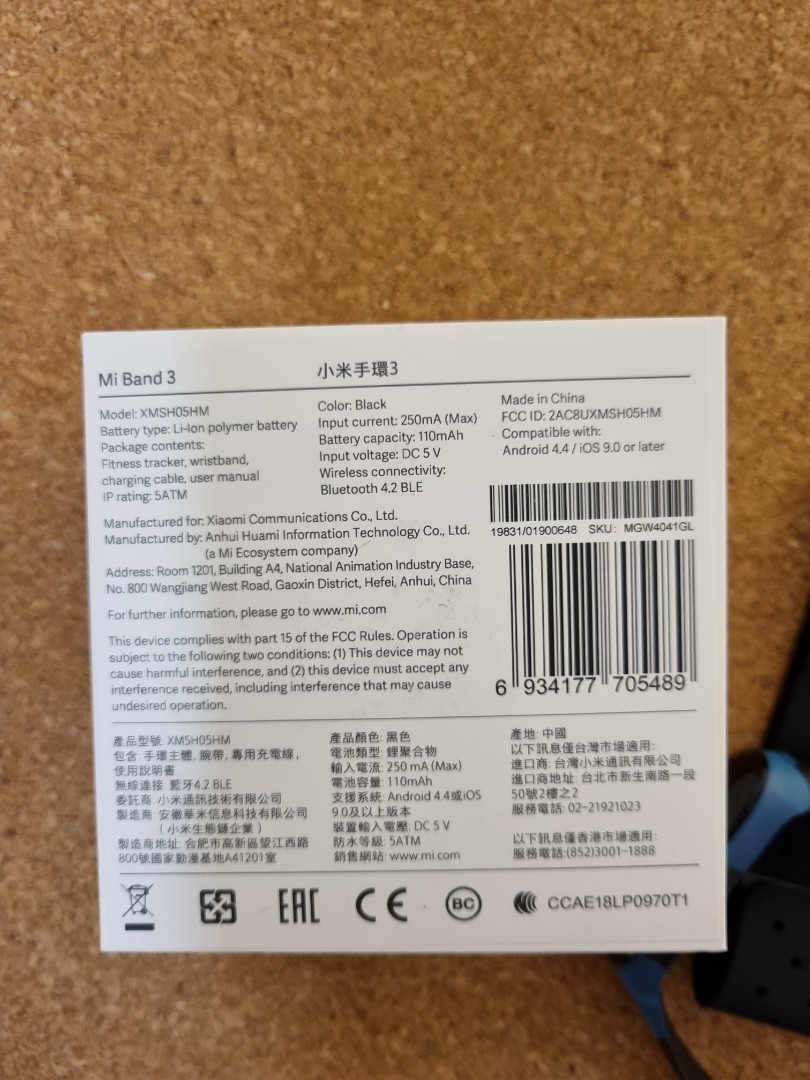 Mi Band 3
小米手環3
Model: XMSH05HM
Battery type: Li-Ion polymer battery
Package contents:
Fitness tracker, wristband,
charging cable, user manual
IP rating: 5ATM
Color: Black
Input current: 250mA (Max)
Battery capacity: 110mAh
Input voltage: DC 5 V
Wireless connectivity:
Bluetooth 4.2 BLE
Made in China
FCC ID: 2AC8UXMSH05HM
Compatible with:
Android 4.4 / iOS 9.0 or later
Manufactured for: Xiaomi Communications Co., Ltd.
Manufactured by: Anhui Huami Information Technology Co., Ltd.
(a Mi Ecosystem company)
Address: Room 1201, Building A4, National Animation Industry Base,
No. 800 Wangjiang West Road, Gaoxin District, Hefei, Anhui, China
For further information, please go to www.mi.com
This device complies with part 15 of the FCC Rules. Operation is
subject to the following two conditions: (1) This device may not
cause harmful interference, and (2) this device must accept any
interference received, including interference that may cause
undesired operation.
19831/01900648 SKU: MGW4041GL
6 934177 705489
產品型號: XMSH05HM
包含: 手環主體, 腕帶, 專用充電線,
使用說明書
無線連接: 藍牙4.2 BLE
委託商: 小米通訊技術有限公司
製造商: 安徽華米信息科技有限公司
(小米生態鏈企業)
製造商地址: 合肥市高新區望江西路
800號國家動漫基地A41201室
產品顏色: 黑色
電池類型: 鋰聚合物
輸入電流: 250 mA (Max)
電池容量: 110mAh
支援系統: Android 4.4或iOS
9.0及以上版本
裝置輸入電壓: DC 5 V
防水等級: 5ATM
銷售網站: www.mi.com
產地: 中國
以下訊息僅台灣市場適用:
進口商: 台灣小米通訊有限公司
進口商地址: 台北市新生南路一段
50號2樓之2
服務電話: 02-21921023
以下訊息僅香港市場適用:
服務電話:(852)3001-1888
EAC
CE
BC
CCAE18LP0970T1